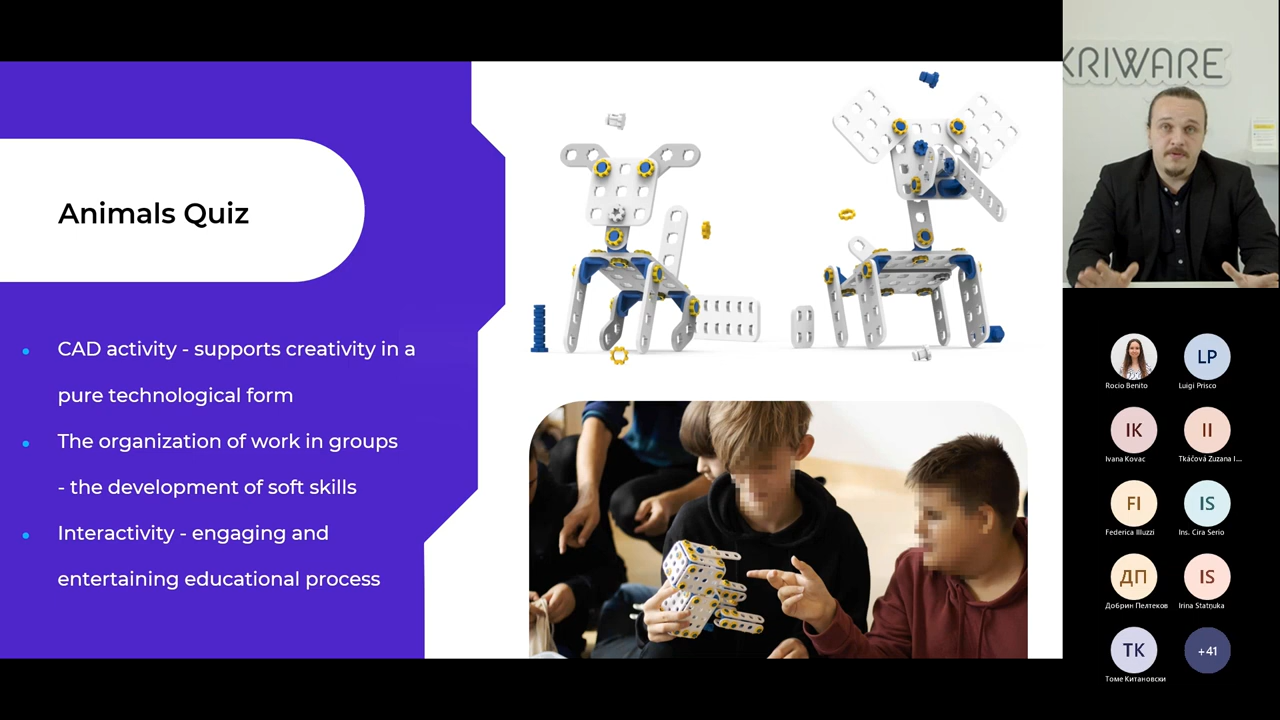 KRIWARE
Animals Quiz
CAD activity - supports creativity in a
pure technological form
The organization of work in groups
- the development of soft skills
Interactivity - engaging and
entertaining educational process
LP
Rocio Benito
Luigi Prisco
IK
II
Ivana Kovac
Tkáčová Zuzana I...
FI
IS
Federica Illuzzi
Ins. Cira Serio
ДП
IS
Добрин Пелтеков
Irina Statņuka
ТК
+41
Томе Китановски